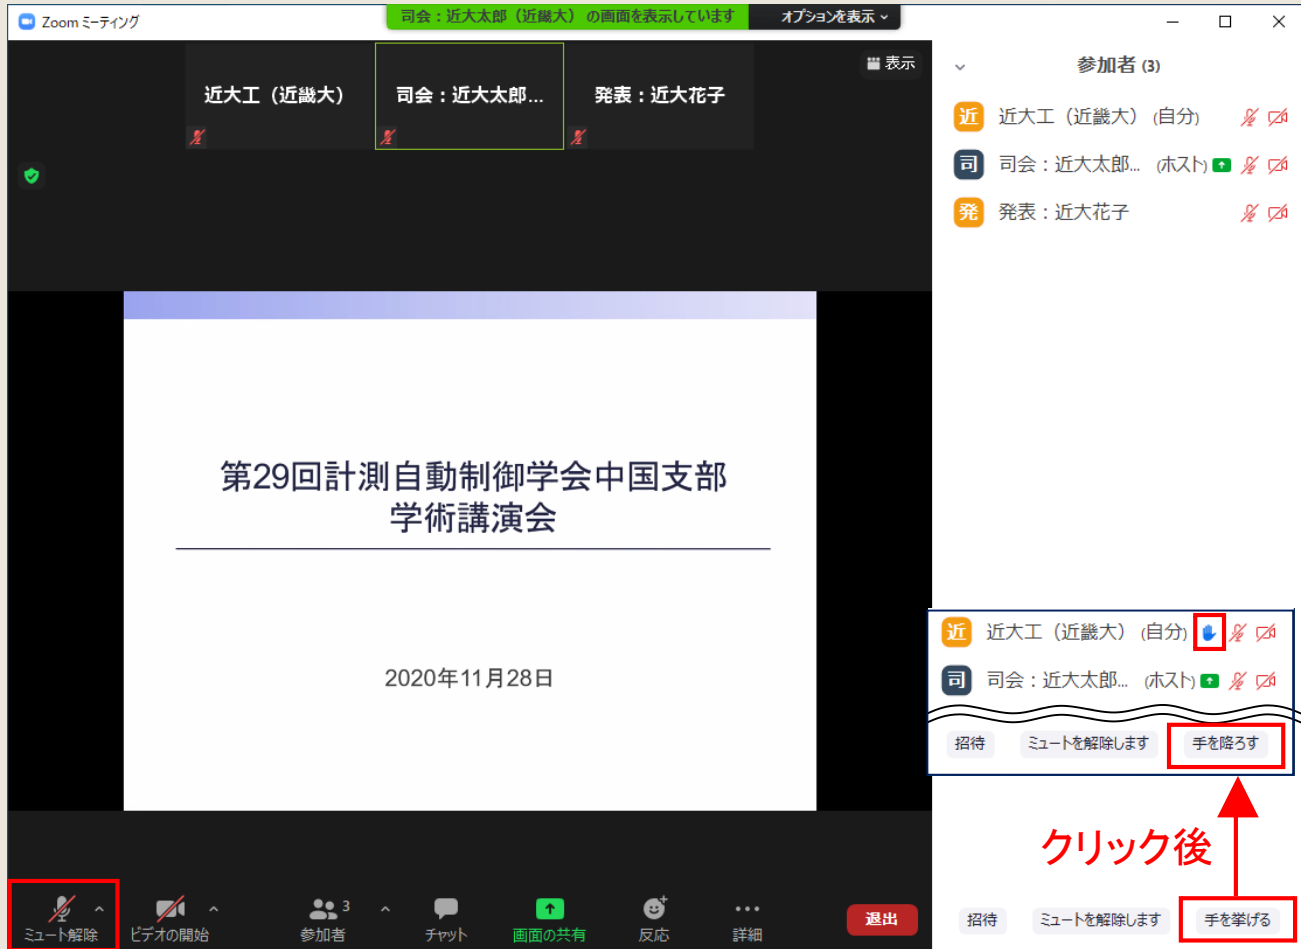 Zoom ミーティング
司会：近大太郎（近畿大）の画面を表示しています
オプションを表示
表示
近大工（近畿大）
司会：近大太郎...
発表：近大花子
参加者 (3)
近 近大工（近畿大） (自分)
司 司会：近大太郎... (ホスト)
発 発表：近大花子
第29回計測自動制御学会中国支部
学術講演会
2020年11月28日
近 近大工（近畿大） (自分)
司 司会：近大太郎... (ホスト)
招待 ミュートを解除します 手を降ろす
クリック後
招待 ミュートを解除します 手を挙げる
ミュート解除 ビデオの開始 参加者 3 チャット 画面の共有 反応 詳細 退出